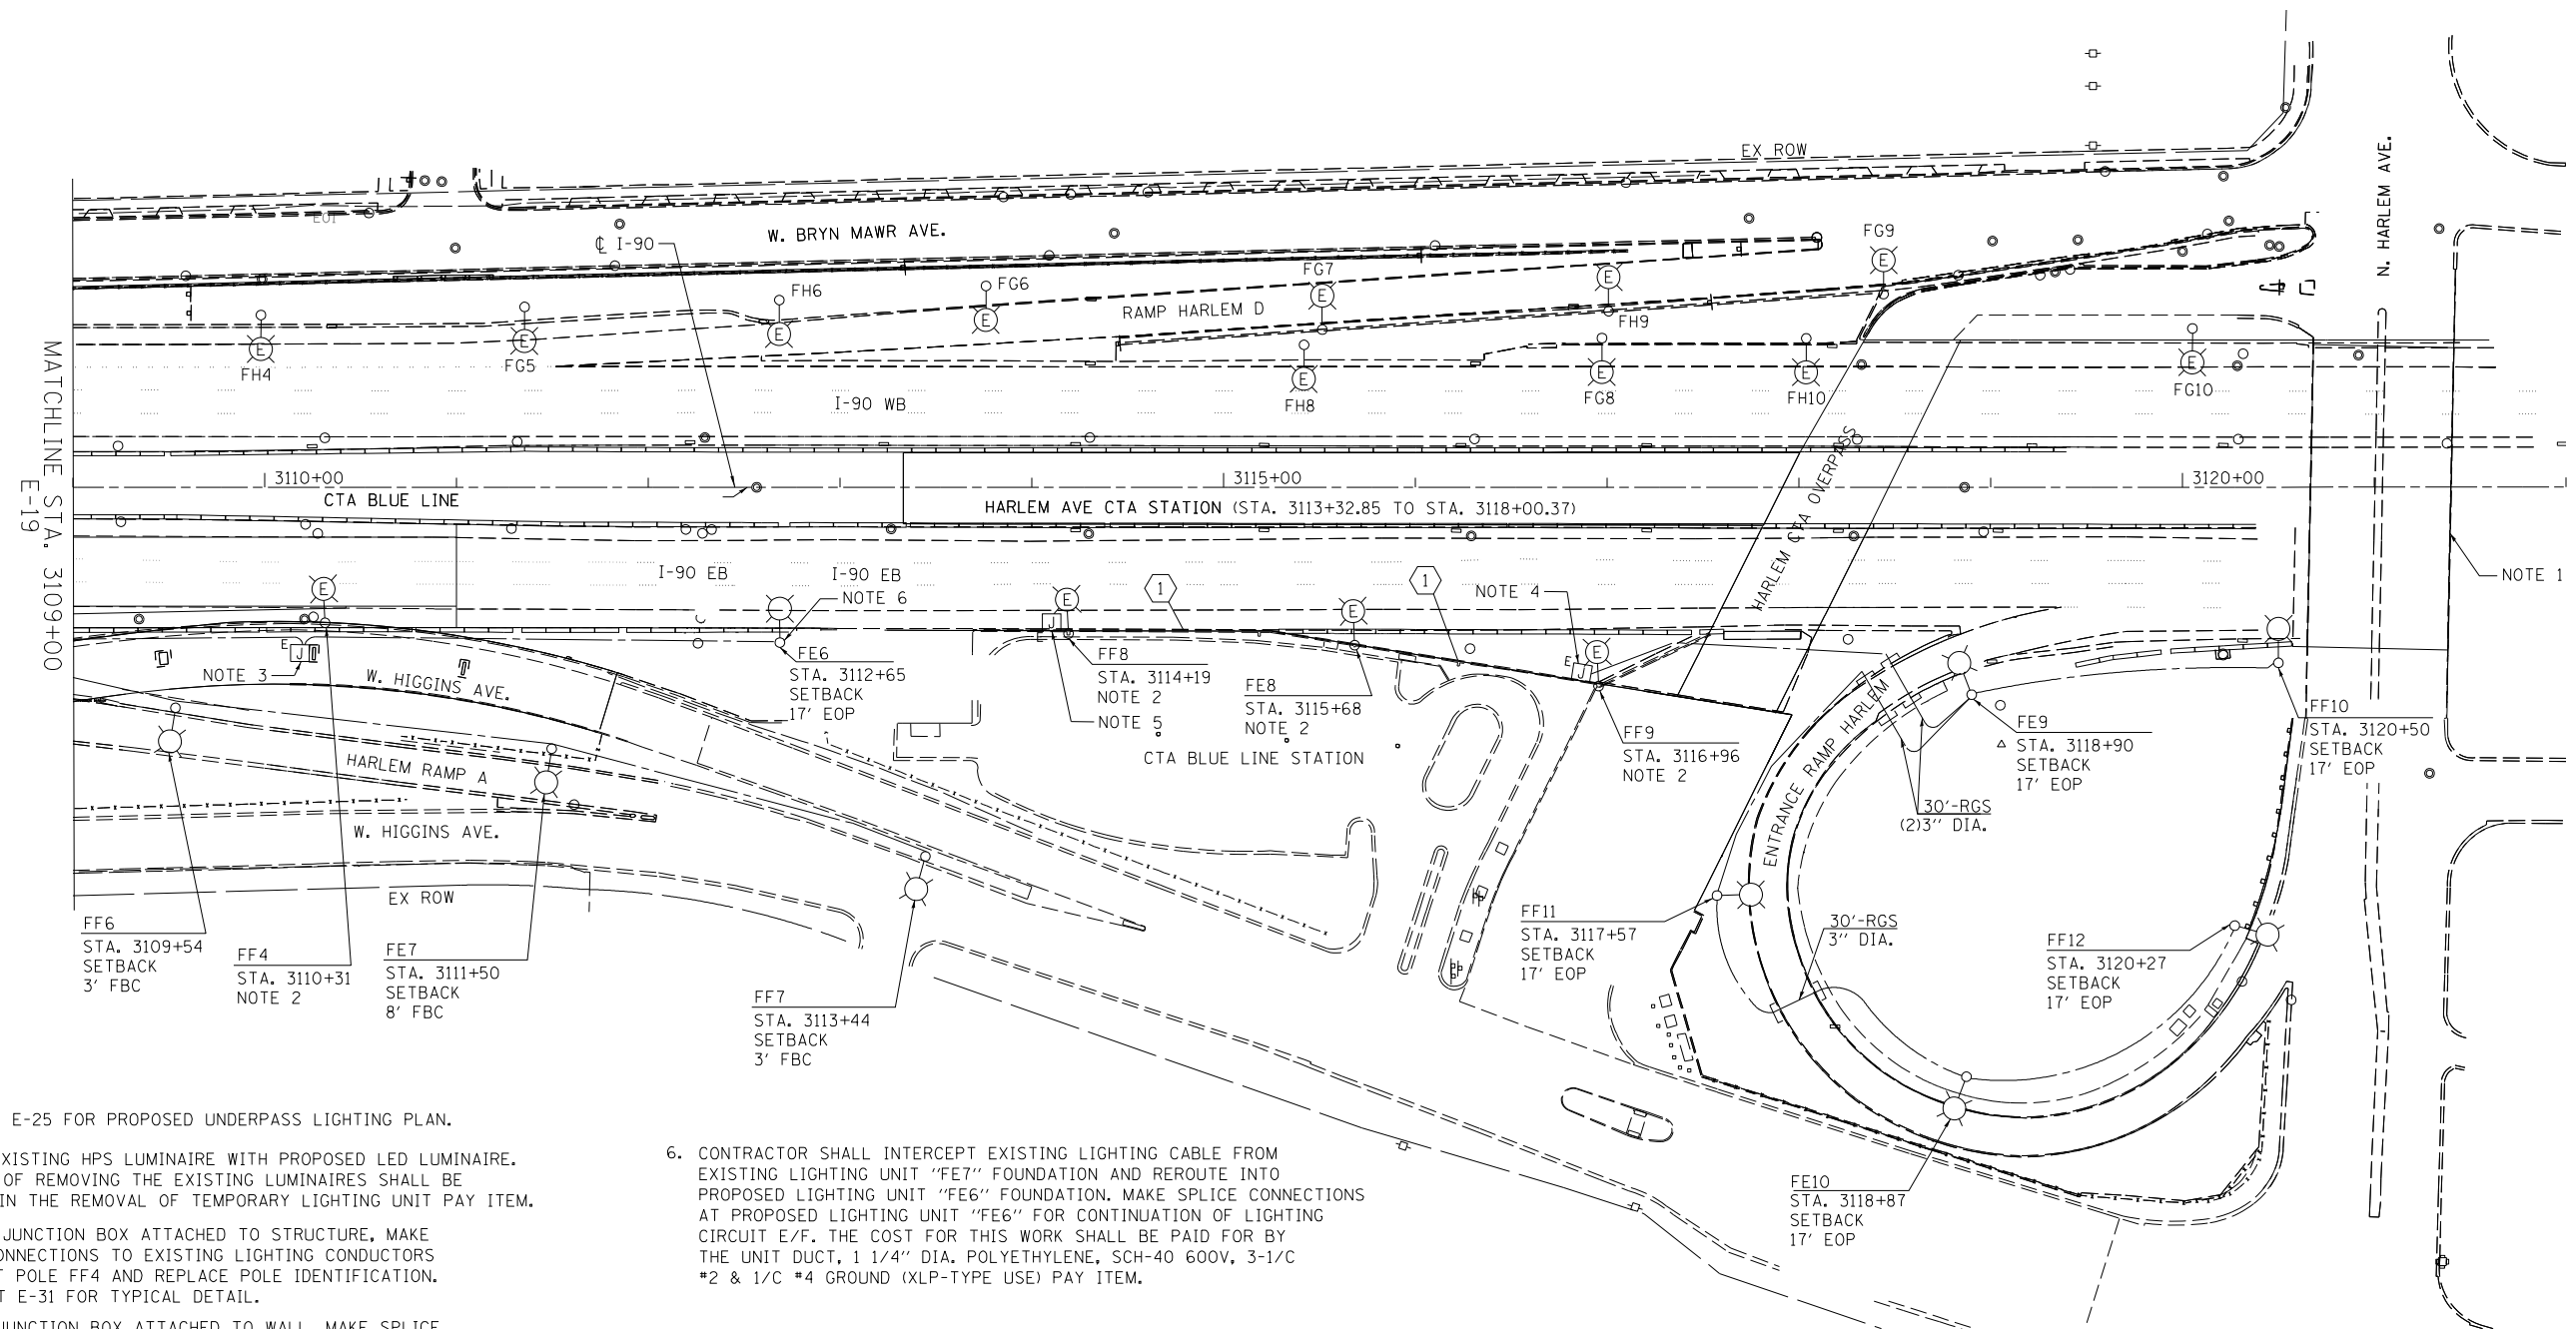 EX ROW
W. BRYN MAWR AVE.
℄ I-90
N. HARLEM AVE.
FG9
FG7
FH6
FG6
RAMP HARLEM D
FH9
FH4
FG5
FH8
FG8
FH10
FG10
I-90 WB
MATCHLINE STA. 3109+00
E-19
3110+00
3115+00
3120+00
CTA BLUE LINE
HARLEM AVE CTA STATION (STA. 3113+32.85 TO STA. 3118+00.37)
HARLEM CTA OVERPASS
I-90 EB
I-90 EB
NOTE 6
1
1
NOTE 4
NOTE 1
NOTE 3
W. HIGGINS AVE.
FE6
STA. 3112+65
SETBACK
17' EOP
FF8
STA. 3114+19
NOTE 2
NOTE 5
FE8
STA. 3115+68
NOTE 2
FF9
STA. 3116+96
NOTE 2
CTA BLUE LINE STATION
ENTRANCE RAMP HARLEM
FE9
STA. 3118+90
SETBACK
17' EOP
FF10
STA. 3120+50
SETBACK
17' EOP
30'-RGS
(2)3" DIA.
HARLEM RAMP A
W. HIGGINS AVE.
EX ROW
FF6
STA. 3109+54
SETBACK
3' FBC
FF4
STA. 3110+31
NOTE 2
FE7
STA. 3111+50
SETBACK
8' FBC
FF7
STA. 3113+44
SETBACK
3' FBC
FF11
STA. 3117+57
SETBACK
17' EOP
30'-RGS
3" DIA.
FF12
STA. 3120+27
SETBACK
17' EOP
FE10
STA. 3118+87
SETBACK
17' EOP
E-25 FOR PROPOSED UNDERPASS LIGHTING PLAN.
XISTING HPS LUMINAIRE WITH PROPOSED LED LUMINAIRE.
OF REMOVING THE EXISTING LUMINAIRES SHALL BE
IN THE REMOVAL OF TEMPORARY LIGHTING UNIT PAY ITEM.
JUNCTION BOX ATTACHED TO STRUCTURE, MAKE
ONNECTIONS TO EXISTING LIGHTING CONDUCTORS
T POLE FF4 AND REPLACE POLE IDENTIFICATION.
T E-31 FOR TYPICAL DETAIL.
JUNCTION BOX ATTACHED TO WALL, MAKE SPLICE
6. CONTRACTOR SHALL INTERCEPT EXISTING LIGHTING CABLE FROM
EXISTING LIGHTING UNIT "FE7" FOUNDATION AND REROUTE INTO
PROPOSED LIGHTING UNIT "FE6" FOUNDATION. MAKE SPLICE CONNECTIONS
AT PROPOSED LIGHTING UNIT "FE6" FOR CONTINUATION OF LIGHTING
CIRCUIT E/F. THE COST FOR THIS WORK SHALL BE PAID FOR BY
THE UNIT DUCT, 1 1/4" DIA. POLYETHYLENE, SCH-40 600V, 3-1/C
#2 & 1/C #4 GROUND (XLP-TYPE USE) PAY ITEM.